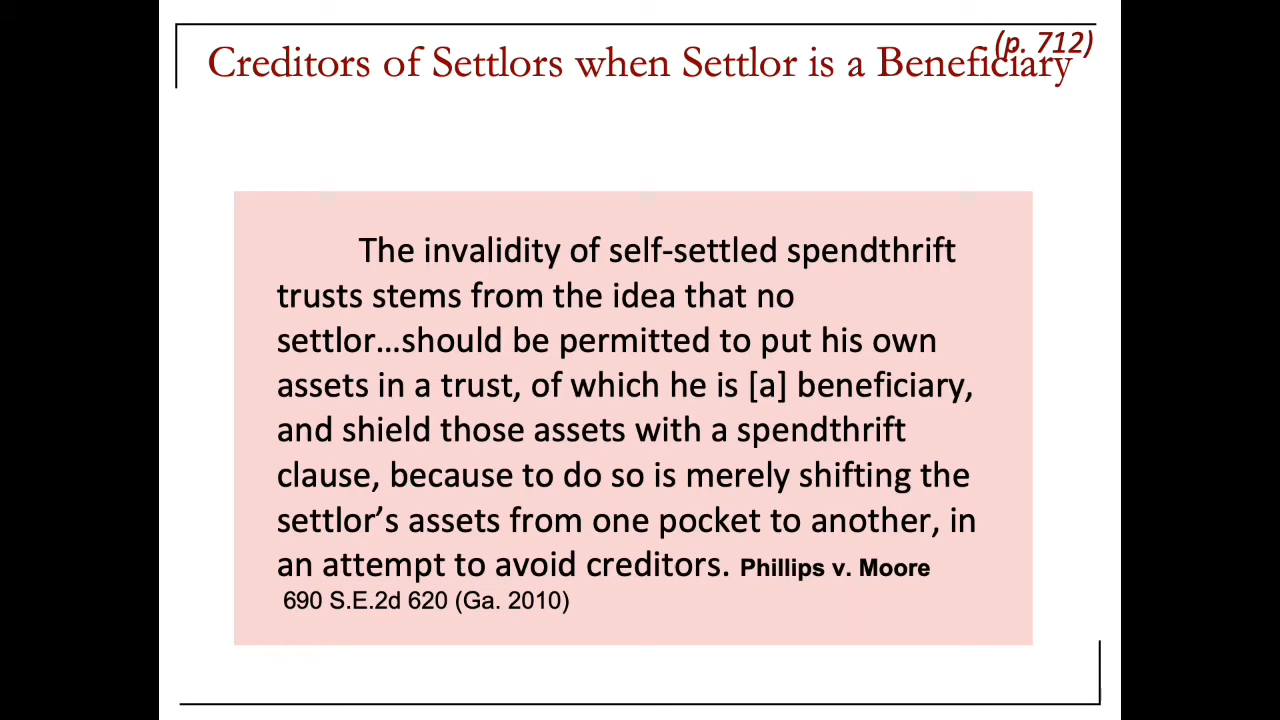 (p. 712)
Creditors of Settlors when Settlor is a Beneficiary
The invalidity of self-settled spendthrift
trusts stems from the idea that no
settlor...should be permitted to put his own
assets in a trust, of which he is [a] beneficiary,
and shield those assets with a spendthrift
clause, because to do so is merely shifting the
settlor’s assets from one pocket to another, in
an attempt to avoid creditors. Phillips v. Moore
690 S.E.2d 620 (Ga. 2010)